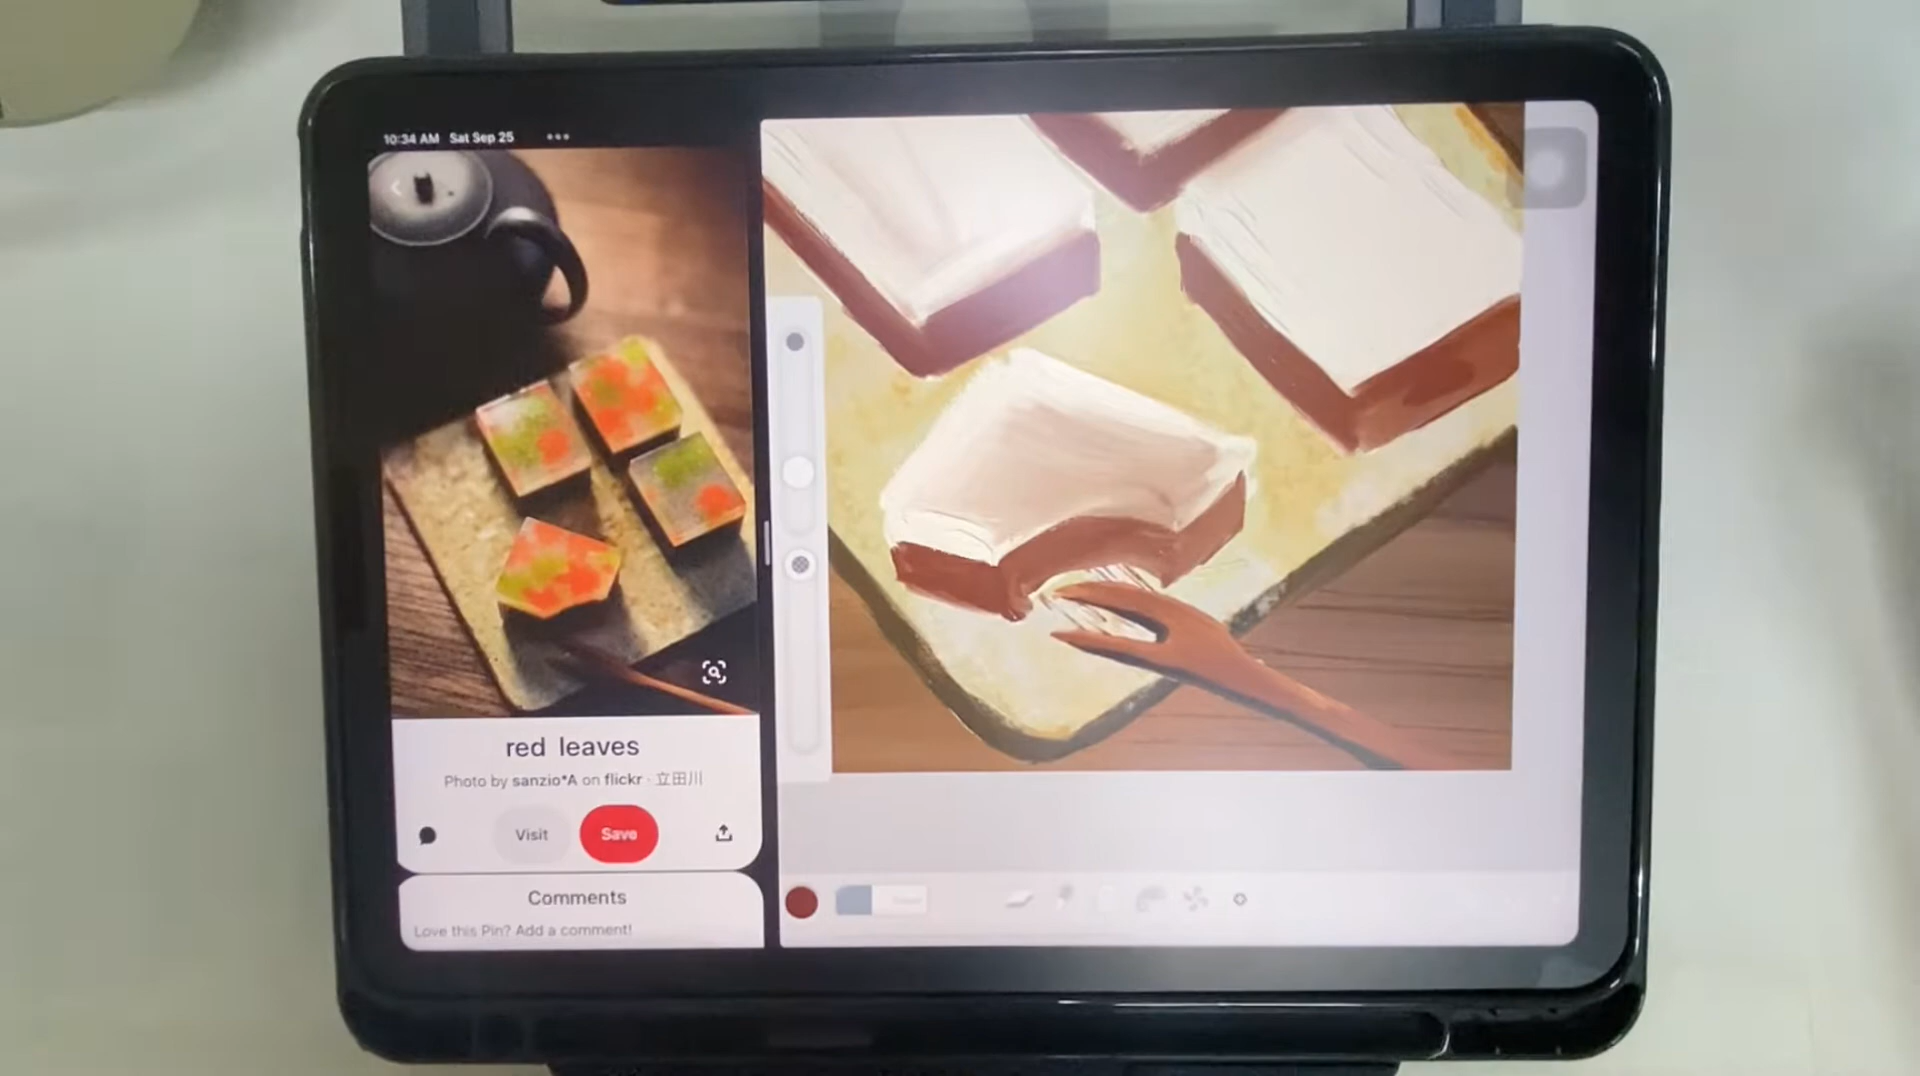 10:34 AM Sat Sep 25
red leaves
Photo by sanzio*A on flickr · 立田川
Visit
Save
Comments
Love this Pin? Add a comment!